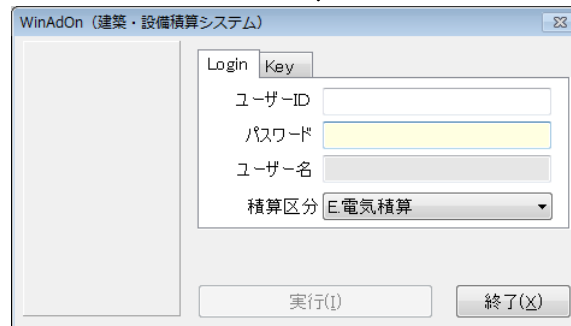 WinAdOn（建築・設備積算システム）
Login Key
ユーザーID
パスワード
ユーザー名
積算区分 E.電気積算
実行(I) 終了(X)